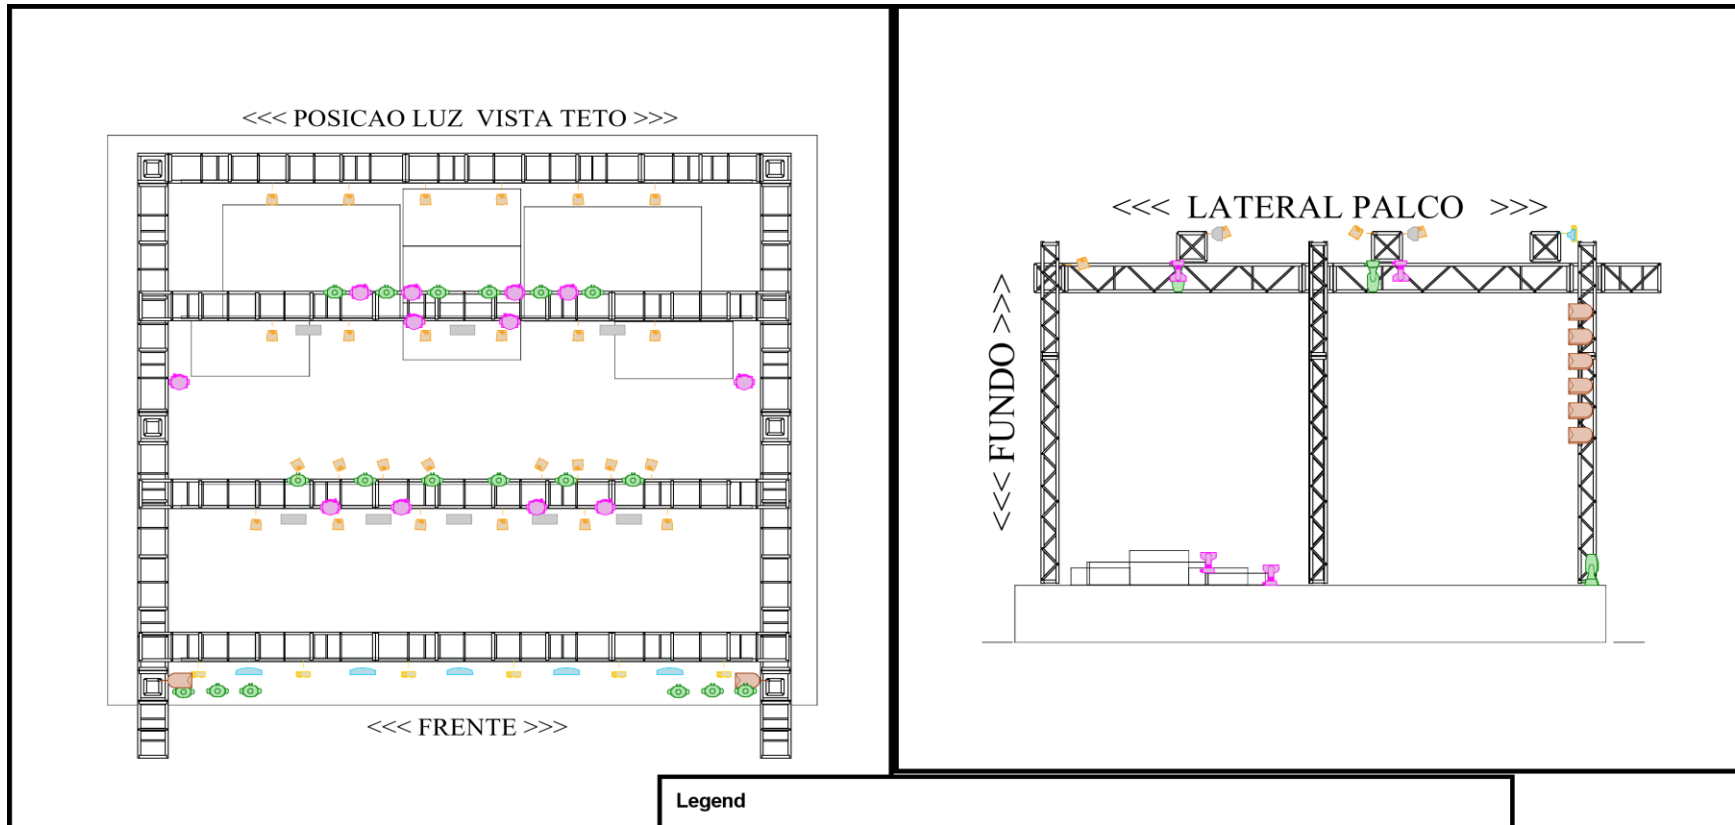 <<< POSICAO LUZ VISTA TETO >>>
<<< FRENTE >>>
<<< LATERAL PALCO >>>
<<< FUNDO >>>
Legend